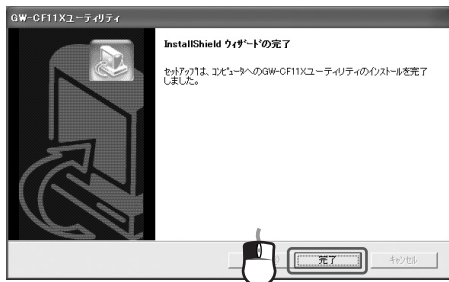 GW-CF11Xユーティリティ
InstallShield ウィザードの完了
セットアップは、コンピュータへのGW-CF11Xユーティリティのインストールを完了
しました。
完了
キャンセル